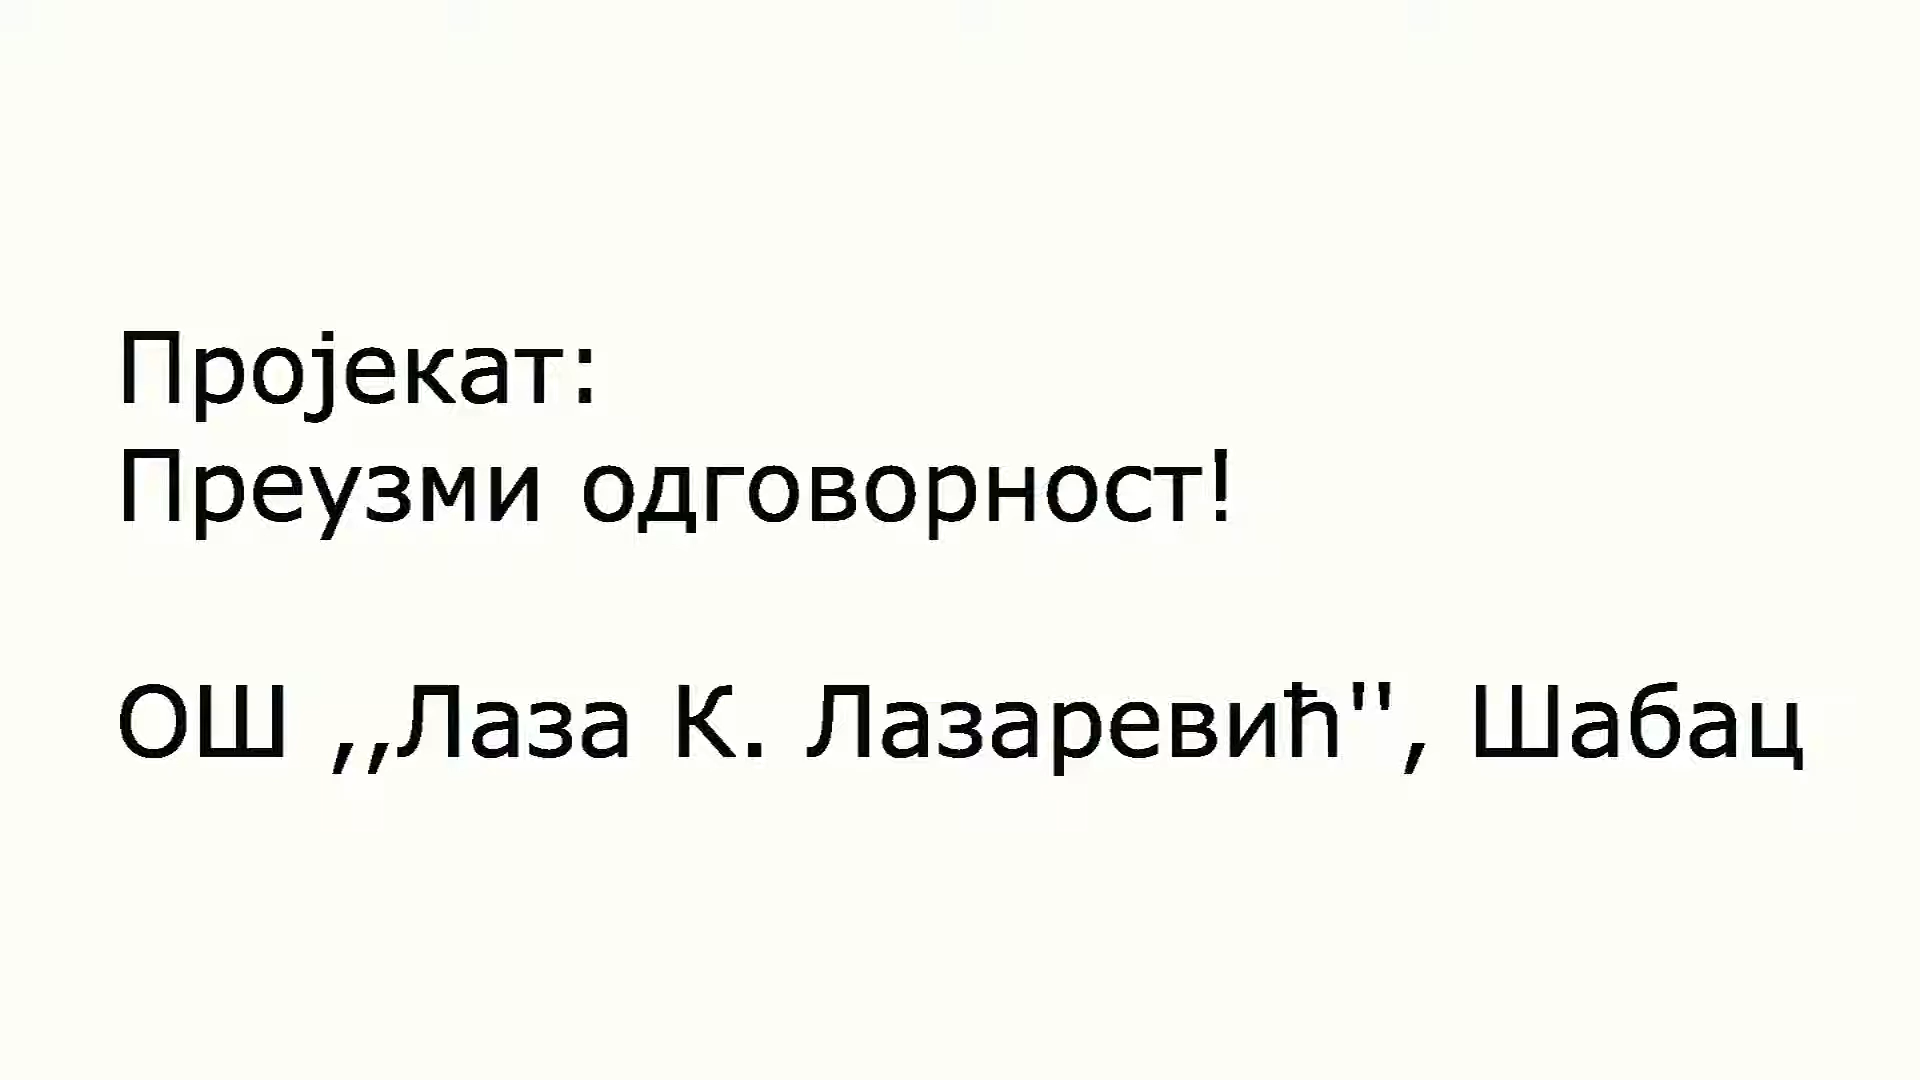 Пројекат:
Преузми одговорност!
ОШ ,,Лаза К. Лазаревић'', Шабац